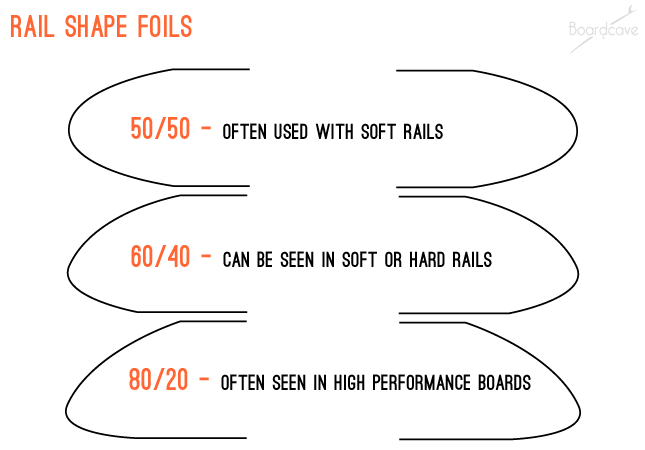 RAIL SHAPE FOILS
Boardcave
50/50 - OFTEN USED WITH SOFT RAILS
60/40 - CAN BE SEEN IN SOFT OR HARD RAILS
80/20 - OFTEN SEEN IN HIGH PERFORMANCE BOARDS